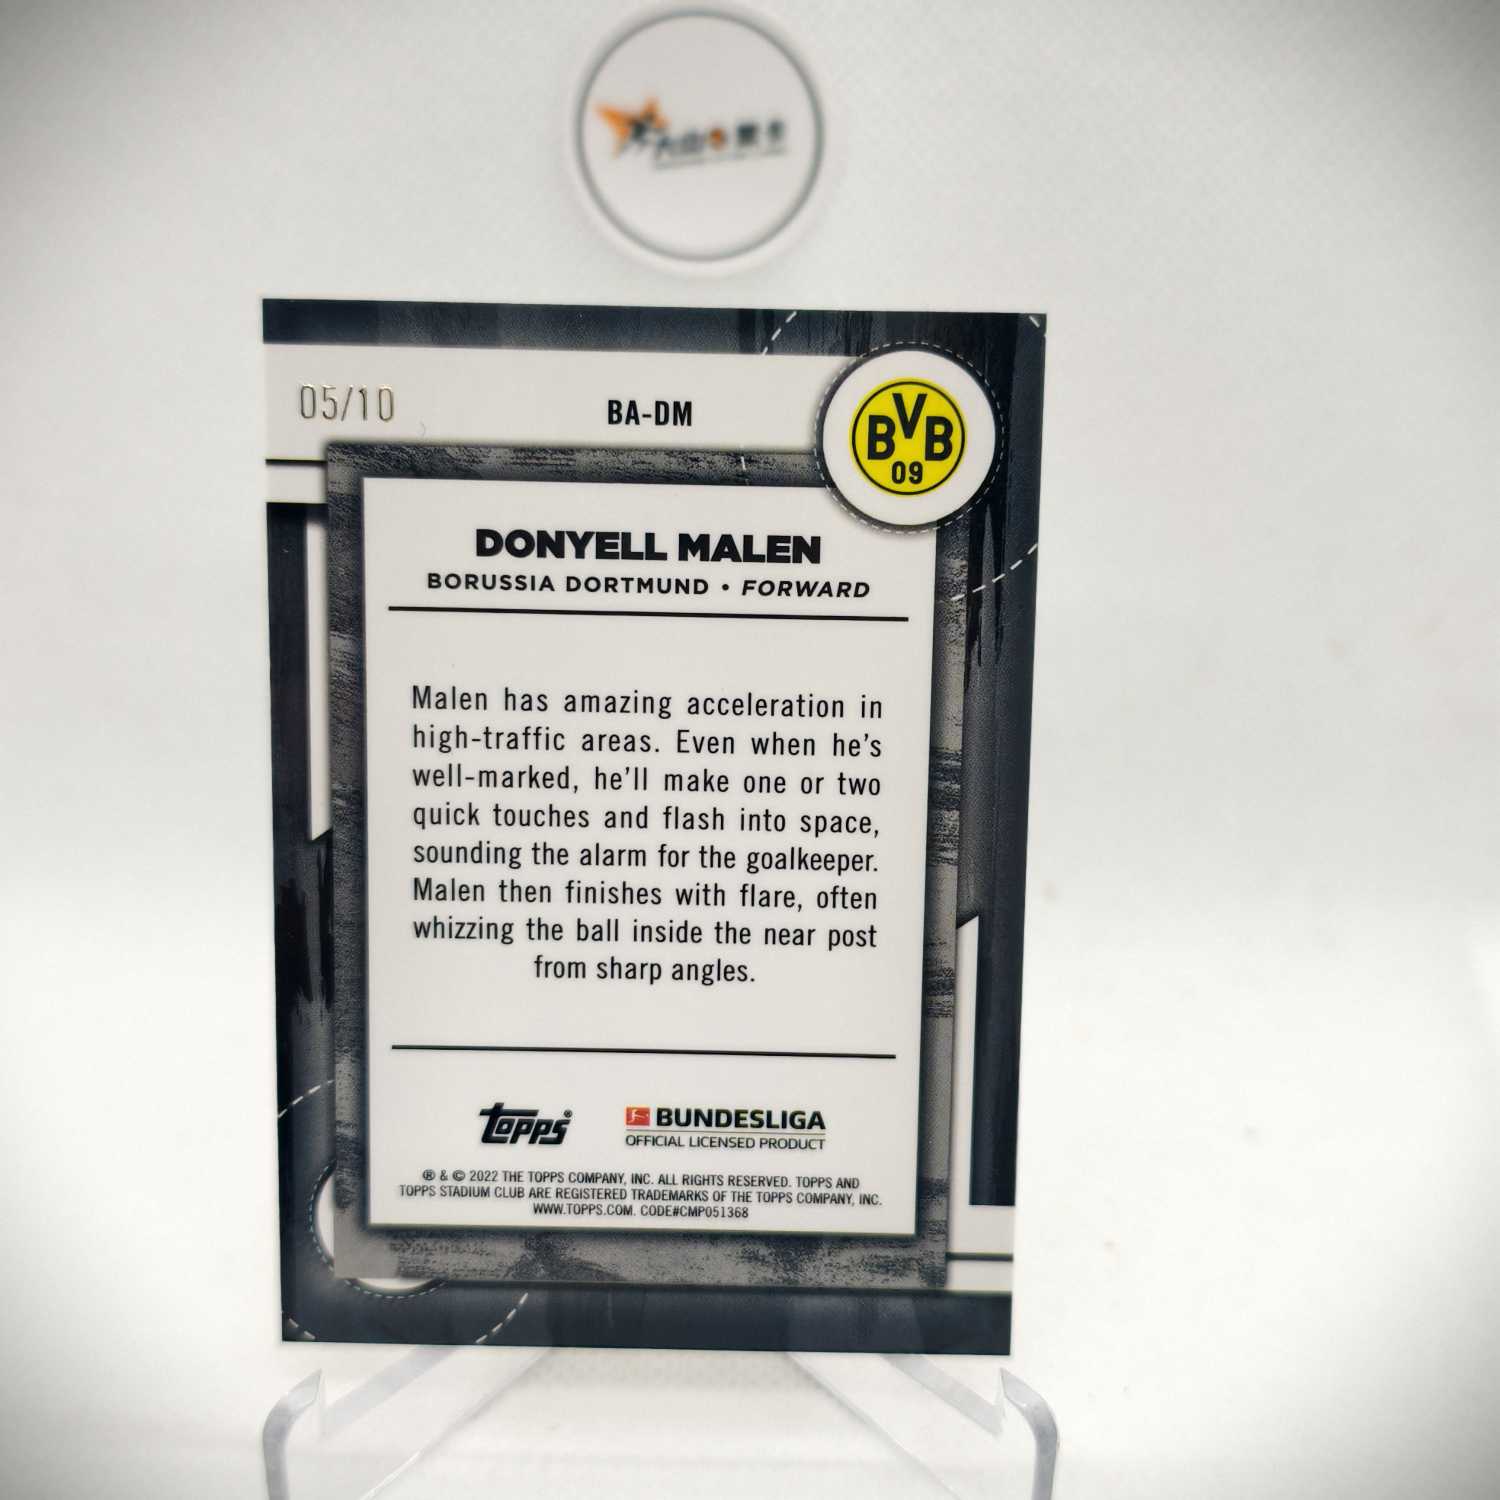 05/10
BA-DM
BVB
09
DONYELL MALEN
BORUSSIA DORTMUND • FORWARD
Malen has amazing acceleration in
high-traffic areas. Even when he's
well-marked, he'll make one or two
quick touches and flash into space,
sounding the alarm for the goalkeeper.
Malen then finishes with flare, often
whizzing the ball inside the near post
from sharp angles.
topps®
BUNDESLIGA
OFFICIAL LICENSED PRODUCT
® & © 2022 THE TOPPS COMPANY, INC. ALL RIGHTS RESERVED. TOPPS AND
TOPPS STADIUM CLUB ARE REGISTERED TRADEMARKS OF THE TOPPS COMPANY, INC.
WWW.TOPPS.COM. CODE#CMP051368